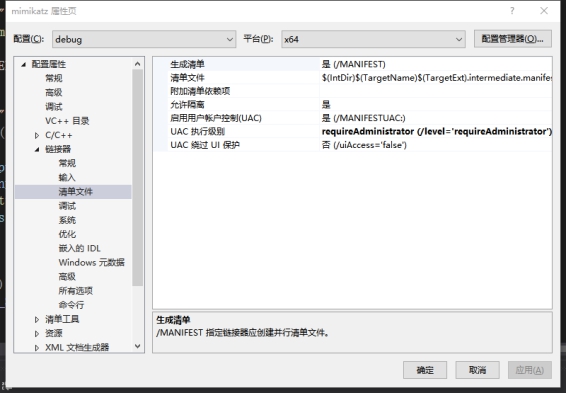 mimikatz 属性页
配置(C): debug 平台(P): x64 配置管理器(O)...
配置属性
常规
高级
调试
VC++ 目录
C/C++
链接器
常规
输入
清单文件
调试
系统
优化
嵌入的 IDL
Windows 元数据
高级
所有选项
命令行
清单工具
资源
XML 文档生成器
生成清单 是 (/MANIFEST)
清单文件 $(IntDir)$(TargetName)$(TargetExt).intermediate.manifes
附加清单依赖项
允许隔离 是
启用用户帐户控制(UAC) 是 (/MANIFESTUAC:)
UAC 执行级别 requireAdministrator (/level='requireAdministrator')
UAC 绕过 UI 保护 否 (/uiAccess='false')
生成清单
/MANIFEST 指定链接器应创建并行清单文件。
确定 取消 应用(A)